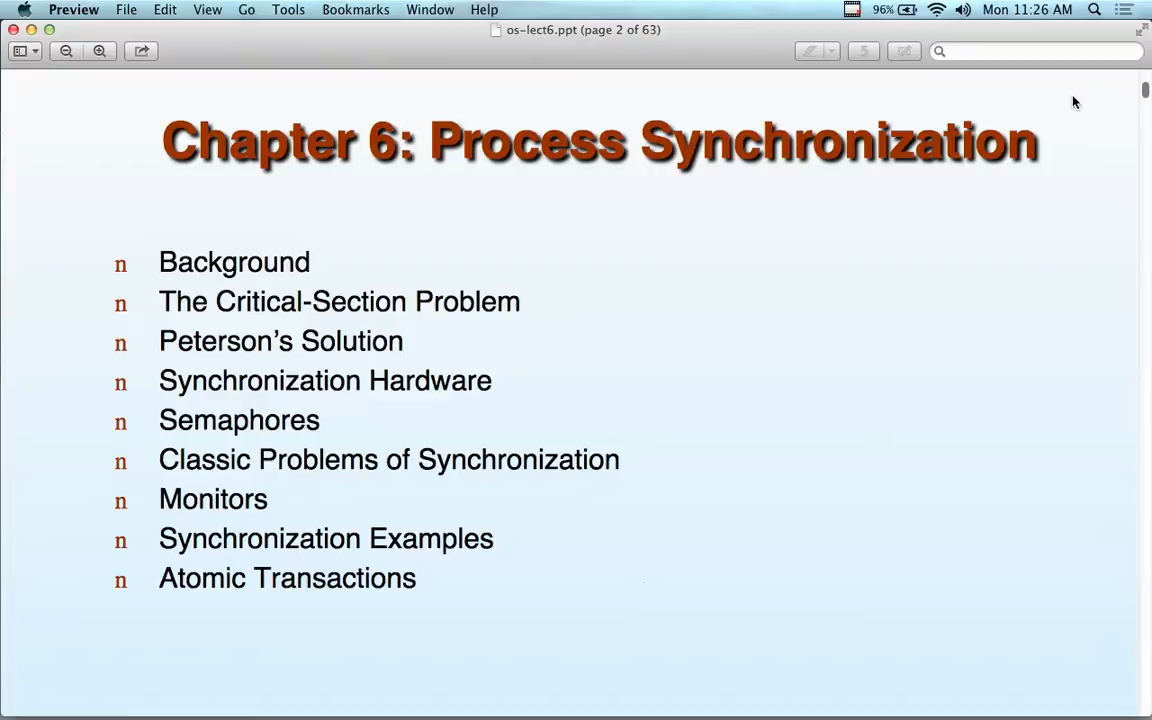 Preview File Edit View Go Tools Bookmarks Window Help 96% Mon 11:26 AM
os-lect6.ppt (page 2 of 63)
Chapter 6: Process Synchronization
n Background
n The Critical-Section Problem
n Peterson's Solution
n Synchronization Hardware
n Semaphores
n Classic Problems of Synchronization
n Monitors
n Synchronization Examples
n Atomic Transactions